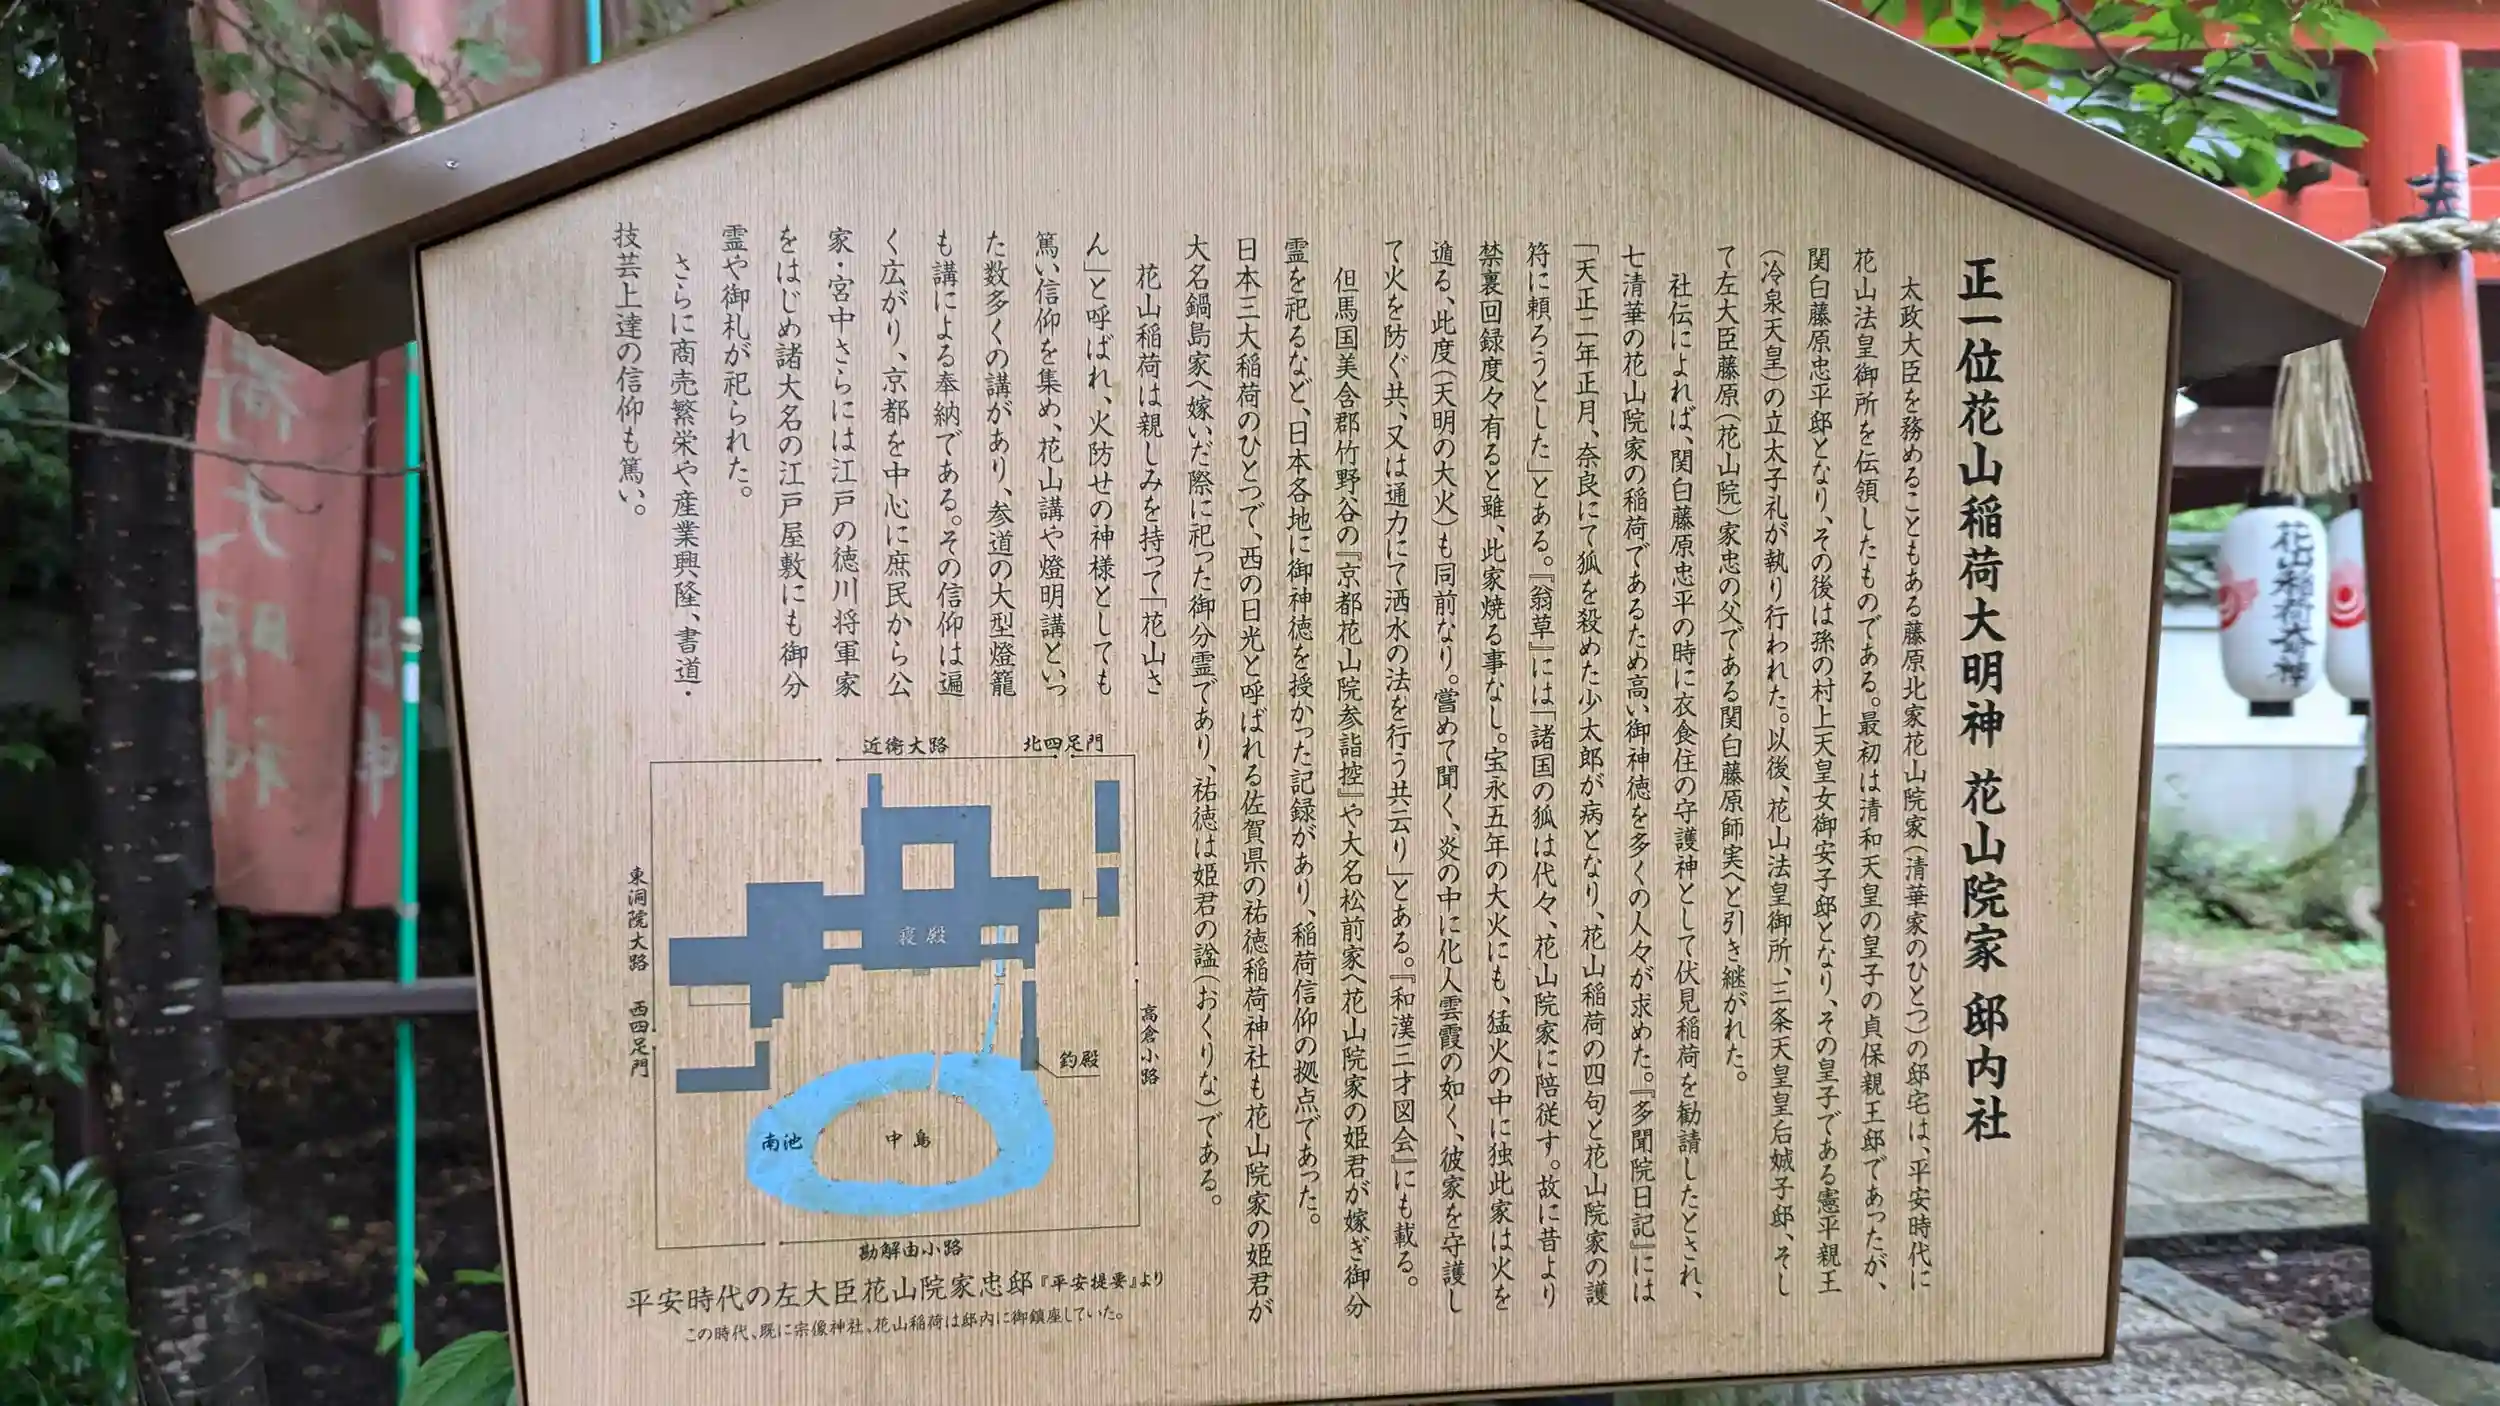 正一位花山稲荷大明神 花山院家 邸内社
太政大臣を務めることもある藤原北家花山院家(清華家のひとつ)の邸宅は、平安時代に
花山法皇御所を伝領したものである。最初は清和天皇の皇子の貞保親王邸であったが、
関白藤原忠平邸となり、その後は孫の村上天皇女御安子邸となり、その皇子である憲平親王
(冷泉天皇)の立太子礼が執り行われた。以後、花山法皇御所、三条天皇皇后娍子邸、そし
て左大臣藤原(花山院)家忠の父である関白藤原師実へと引き継がれた。
社伝によれば、関白藤原忠平の時に衣食住の守護神として伏見稲荷を勧請したとされ、
七清華の花山院家の稲荷であるため高い御神徳を多くの人々が求めた。『多聞院日記』には
「天正二年正月、奈良にて狐を殺めた少太郎が病となり、花山稲荷の四句と花山院家の護
符に頼ろうとした」とある。『翁草』には「諸国の狐は代々、花山院家に陪従す。故に昔より
禁裏回録度々有ると雖、此家焼る事なし。宝永五年の大火にも、猛火の中に独此家は火を
遁る、此度(天明の大火)も同前なり。嘗めて聞く、炎の中に化人雲霞の如く、彼家を守護し
て火を防ぐ共、又は通力にて洒水の法を行う共云り」とある。『和漢三才図会』にも載る。
但馬国美含郡竹野谷の『京都花山院参詣控』や大名松前家へ花山院家の姫君が嫁ぎ御分
霊を祀るなど、日本各地に御神徳を授かった記録があり、稲荷信仰の拠点であった。
日本三大稲荷のひとつで、西の日光と呼ばれる佐賀県の祐徳稲荷神社も花山院家の姫君が
大名鍋島家へ嫁いだ際に祀った御分霊であり、祐徳は姫君の諡(おくりな)である。
花山稲荷は親しみを持って「花山さ
ん」と呼ばれ、火防せの神様としても
篤い信仰を集め、花山講や燈明講といっ
た数多くの講があり、参道の大型燈籠
も講による奉納である。その信仰は遍
く広がり、京都を中心に庶民から公
家・宮中さらには江戸の徳川将軍家
をはじめ諸大名の江戸屋敷にも御分
霊や御札が祀られた。
さらに商売繁栄や産業興隆、書道・
技芸上達の信仰も篤い。
近衛大路
北四足門
東洞院大路
西四足門
高倉小路
寝殿
釣殿
南池
中島
勘解由小路
平安時代の左大臣花山院家忠邸『平安提要』より
この時代、既に宗像神社、花山稲荷は邸内に御鎮座していた。
花山稲荷大明神
荷大明神
明神